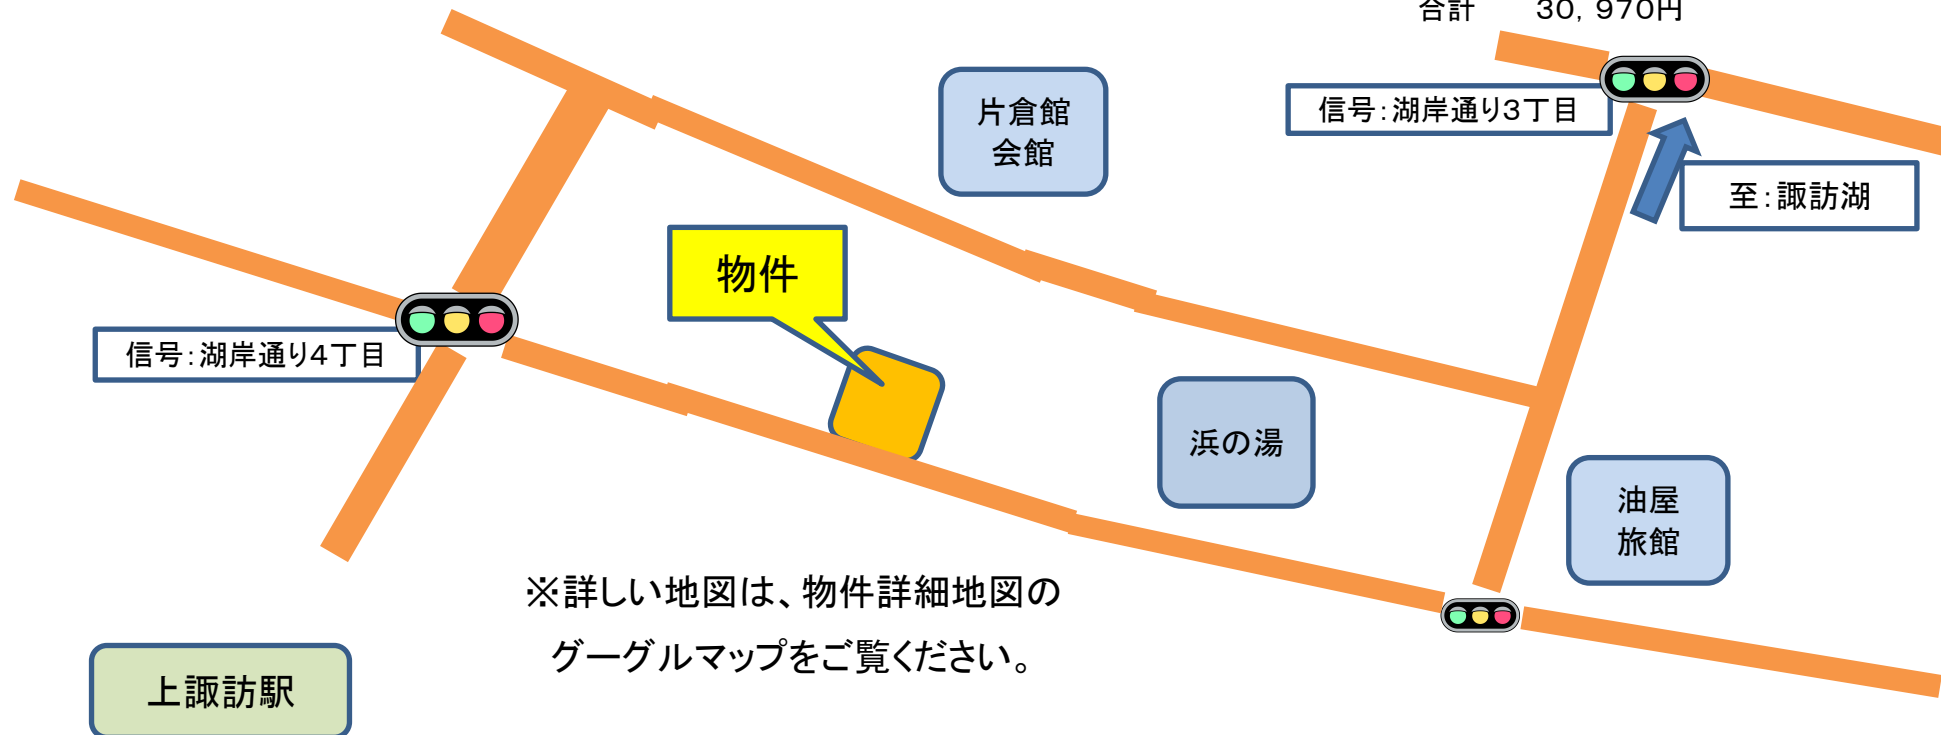 合計　　30，970円
片倉館
会館
信号：湖岸通り3丁目
至：諏訪湖
物件
信号：湖岸通り4丁目
浜の湯
油屋
旅館
※詳しい地図は、物件詳細地図の
グーグルマップをご覧ください。
上諏訪駅